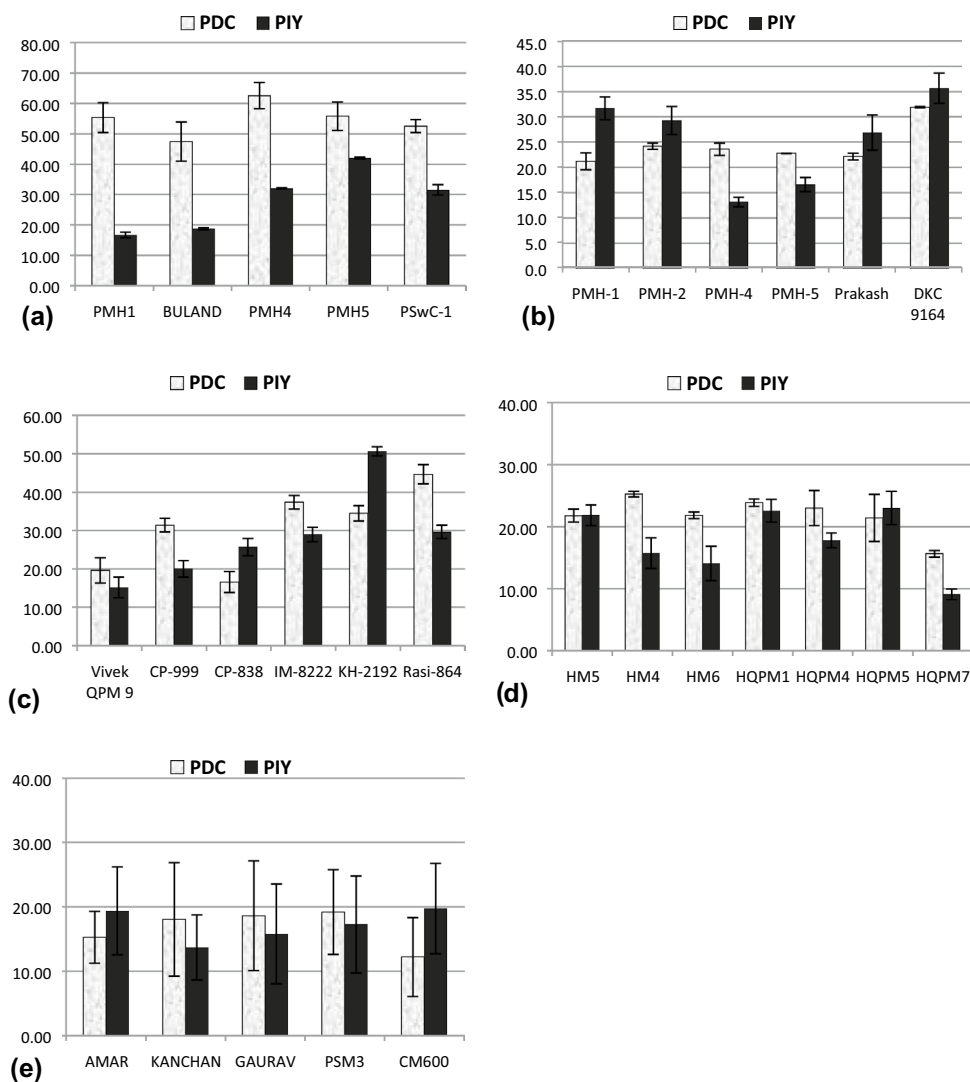 PDC PIY
80.00
70.00
60.00
50.00
40.00
30.00
20.00
10.00
0.00
PMH1 BULAND PMH4 PMH5 PSwC-1
(a)
PDC PIY
45.0
40.0
35.0
30.0
25.0
20.0
15.0
10.0
5.0
0.0
PMH-1 PMH-2 PMH-4 PMH-5 Prakash DKC
9164
(b)
PDC PIY
60.00
50.00
40.00
30.00
20.00
10.00
0.00
Vivek CP-999 CP-838 IM-8222 KH-2192 Rasi-864
QPM 9
(c)
PDC PIY
40.00
30.00
20.00
10.00
0.00
HM5 HM4 HM6 HQPM1 HQPM4 HQPM5 HQPM7
(d)
PDC PIY
40.00
30.00
20.00
10.00
0.00
AMAR KANCHAN GAURAV PSM3 CM600
(e)